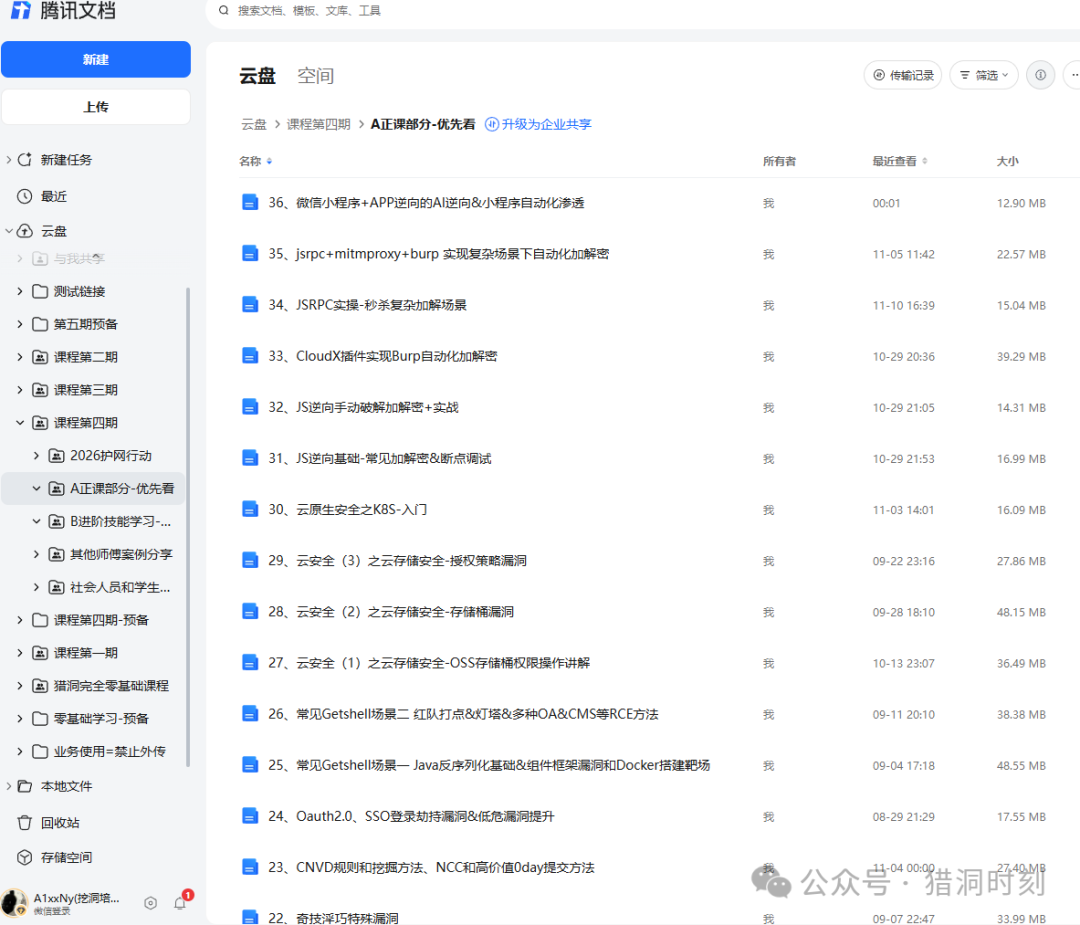 腾讯文档
搜索文档、模板、文库、工具
新建
上传
新建任务
最近
云盘
与我共享
测试链接
第五期预备
课程第二期
课程第三期
课程第四期
2026护网行动
A正课部分-优先看
B进阶技能学习-...
其他师傅案例分享
社会人员和学生...
课程第四期-预备
课程第一期
猎洞完全零基础课程
零基础学习-预备
业务使用=禁止外传
本地文件
回收站
存储空间
A1xxNy(挖洞培...
微信登录
1
云盘 空间
传输记录 筛选
云盘 > 课程第四期 > A正课部分-优先看 升级为企业共享
名称 所有者 最近查看 大小
36、微信小程序+APP逆向的AI逆向&小程序自动化渗透 我 00:01 12.90 MB
35、jsrpc+mitmproxy+burp 实现复杂场景下自动化加解密 我 11-05 11:42 22.57 MB
34、JSRPC实操-秒杀复杂加解场景 我 11-10 16:39 15.04 MB
33、CloudX插件实现Burp自动化加解密 我 10-29 20:36 39.29 MB
32、JS逆向手动破解加解密+实战 我 10-29 21:05 14.31 MB
31、JS逆向基础-常见加解密&断点调试 我 10-29 21:53 16.99 MB
30、云原生安全之K8S-入门 我 11-03 14:01 16.09 MB
29、云安全（3）之云存储安全-授权策略漏洞 我 09-22 23:16 27.86 MB
28、云安全（2）之云存储安全-存储桶漏洞 我 09-28 18:10 48.15 MB
27、云安全（1）之云存储安全-OSS存储桶权限操作讲解 我 10-13 23:07 36.49 MB
26、常见Getshell场景二 红队打点&灯塔&多种OA&CMS等RCE方法 我 09-11 20:10 38.38 MB
25、常见Getshell场景一 Java反序列化基础&组件框架漏洞和Docker搭建靶场 我 09-04 17:18 48.55 MB
24、Oauth2.0、SSO登录劫持漏洞&低危漏洞提升 我 08-29 21:29 17.55 MB
23、CNVD规则和挖掘方法、NCC和高价值0day提交方法 我 11-04 00:00 27.40 MB
公众号 · 猎洞时刻
22、奇技淫巧特殊漏洞 我 09-07 22:47 33.99 MB